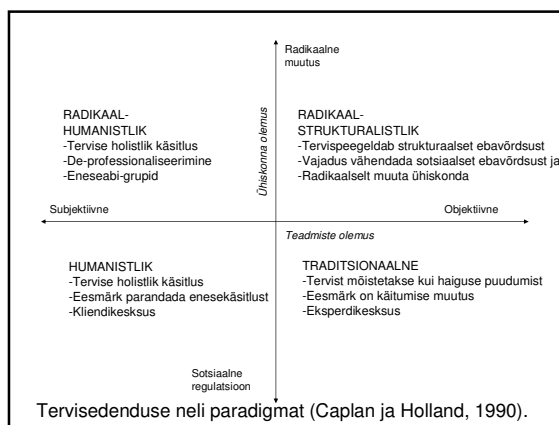 Radikaalne
muutus
RADIKAAL-
HUMANISTLIK
-Tervise holistlik käsitlus
-De-professionaliseerimine
-Eneseabi-grupid
Ühiskonna olemus
RADIKAAL-
STRUKTURALISTLIK
-Tervispeegeldab strukturaalset ebavõrdsust
-Vajadus vähendada sotsiaalset ebavõrdsust ja
-Radikaalselt muuta ühiskonda
Subjektiivne
Objektiivne
Teadmiste olemus
HUMANISTLIK
-Tervise holistlik käsitlus
-Eesmärk parandada enesekäsitlust
-Kliendikesksus
TRADITSIONAALNE
-Tervist mõistetakse kui haiguse puudumist
-Eesmärk on käitumise muutus
-Eksperdikesksus
Sotsiaalne
regulatsioon
Tervisedenduse neli paradigmat (Caplan ja Holland, 1990).